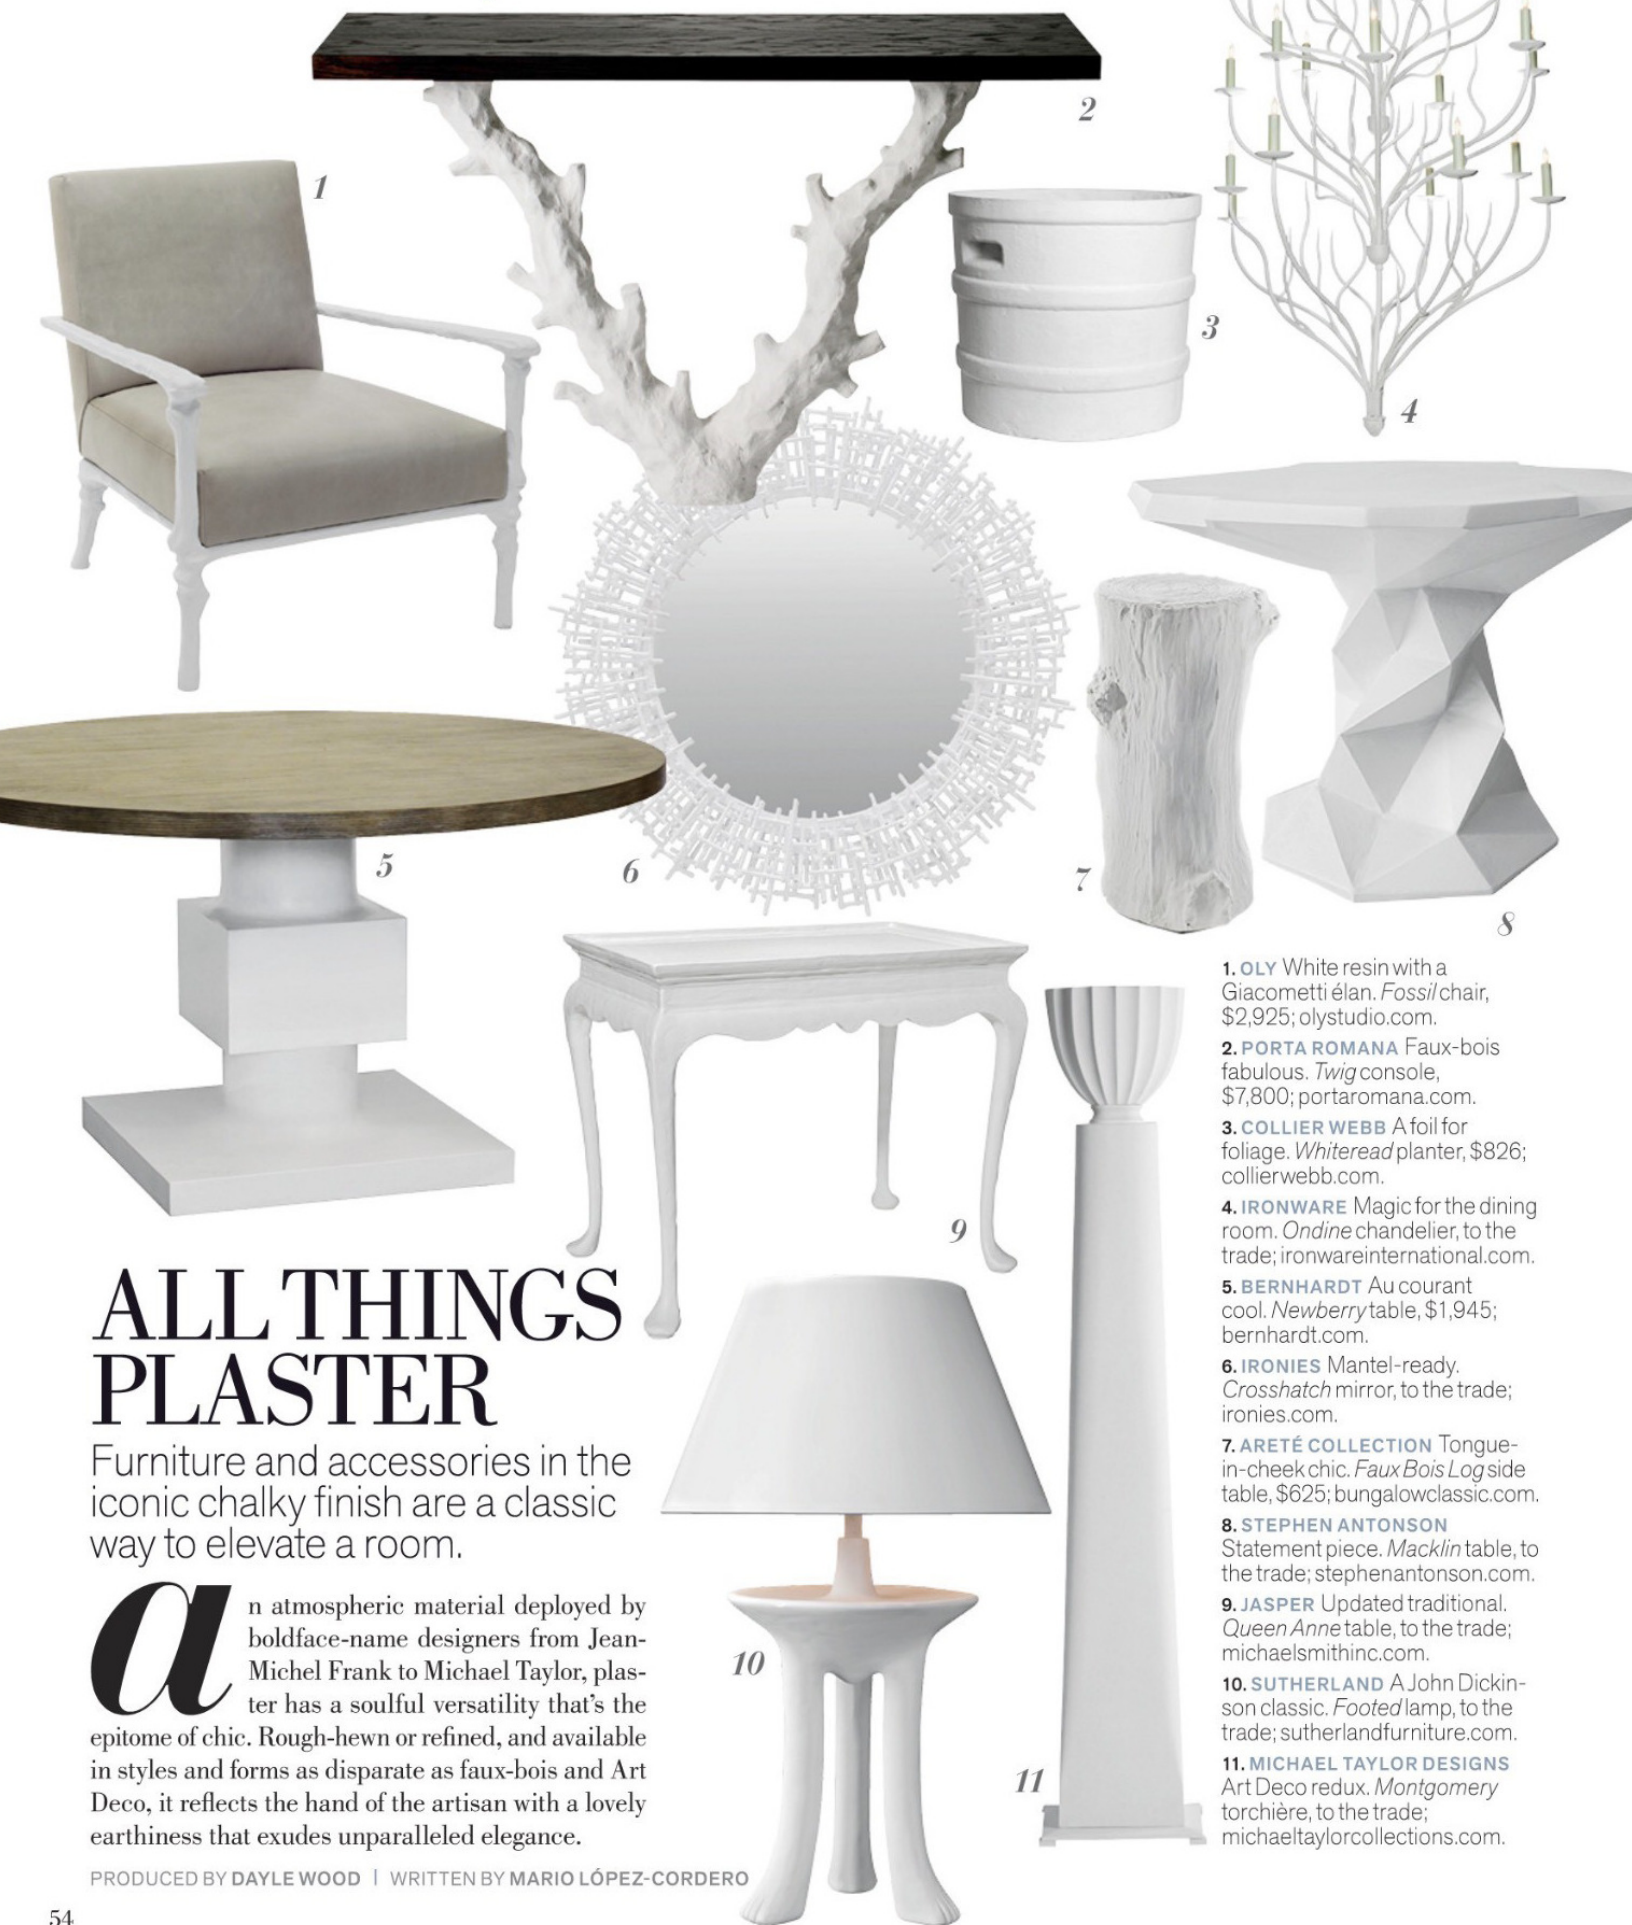 1
2
3
4
5
6
7
8
9
10
11
ALL THINGS
PLASTER
Furniture and accessories in the
iconic chalky finish are a classic
way to elevate a room.
an atmospheric material deployed by
boldface-name designers from Jean-
Michel Frank to Michael Taylor, plas-
ter has a soulful versatility that's the
epitome of chic. Rough-hewn or refined, and available
in styles and forms as disparate as faux-bois and Art
Deco, it reflects the hand of the artisan with a lovely
earthiness that exudes unparalleled elegance.
PRODUCED BY DAYLE WOOD | WRITTEN BY MARIO LÓPEZ-CORDERO
54
1. OLY White resin with a
Giacometti élan. Fossil chair,
$2,925; olystudio.com.
2. PORTA ROMANA Faux-bois
fabulous. Twig console,
$7,800; portaromana.com.
3. COLLIER WEBB A foil for
foliage. Whiteread planter, $826;
collierwebb.com.
4. IRONWARE Magic for the dining
room. Ondine chandelier, to the
trade; ironwareinternational.com.
5. BERNHARDT Au courant
cool. Newberry table, $1,945;
bernhardt.com.
6. IRONIES Mantel-ready.
Crosshatch mirror, to the trade;
ironies.com.
7. ARETÉ COLLECTION Tongue-
in-cheek chic. Faux Bois Log side
table, $625; bungalowclassic.com.
8. STEPHEN ANTONSON
Statement piece. Macklin table, to
the trade; stephenantonson.com.
9. JASPER Updated traditional.
Queen Anne table, to the trade;
michaelsmithinc.com.
10. SUTHERLAND A John Dickin-
son classic. Footed lamp, to the
trade; sutherlandfurniture.com.
11. MICHAEL TAYLOR DESIGNS
Art Deco redux. Montgomery
torchière, to the trade;
michaeltaylorcollections.com.